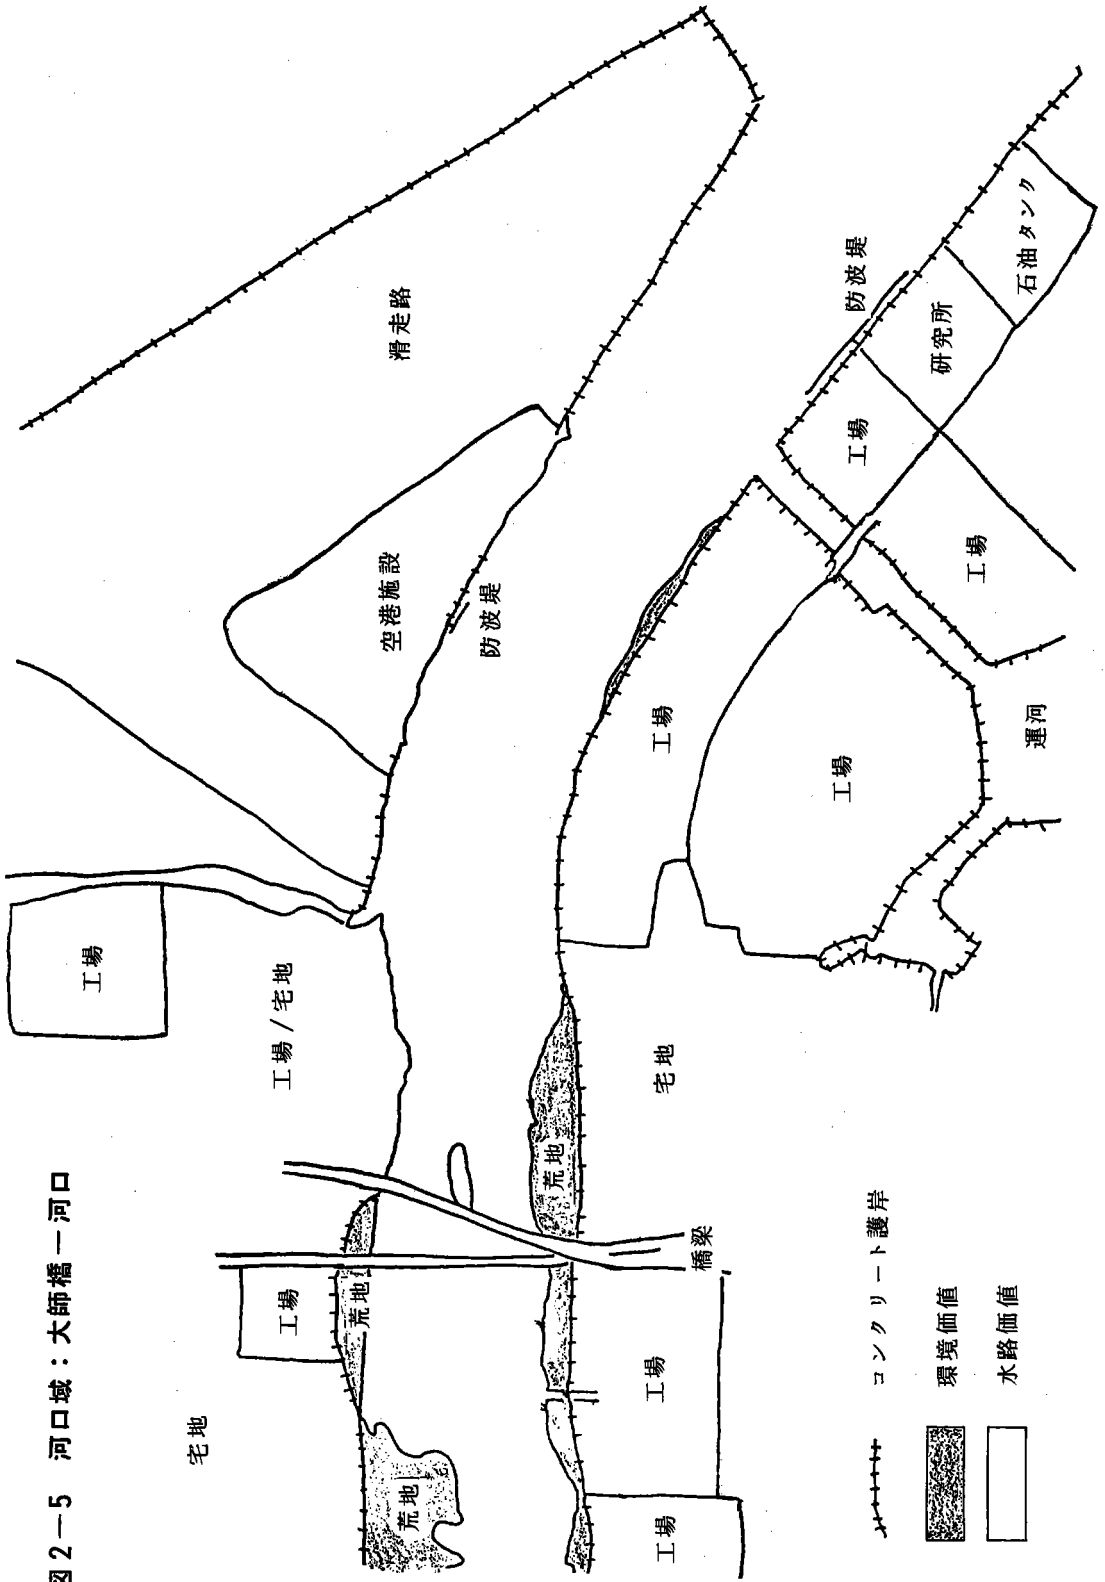 図2−5 河口域：大師橋ー河口
宅地
工場
荒地
荒地
工場
工場/宅地
空港施設
滑走路
防波堤
荒地
橋梁
工場
工場
宅地
工場
工場
運河
工場
工場
防波堤
研究所
石油タンク
コンクリート護岸
環境価値
水路価値